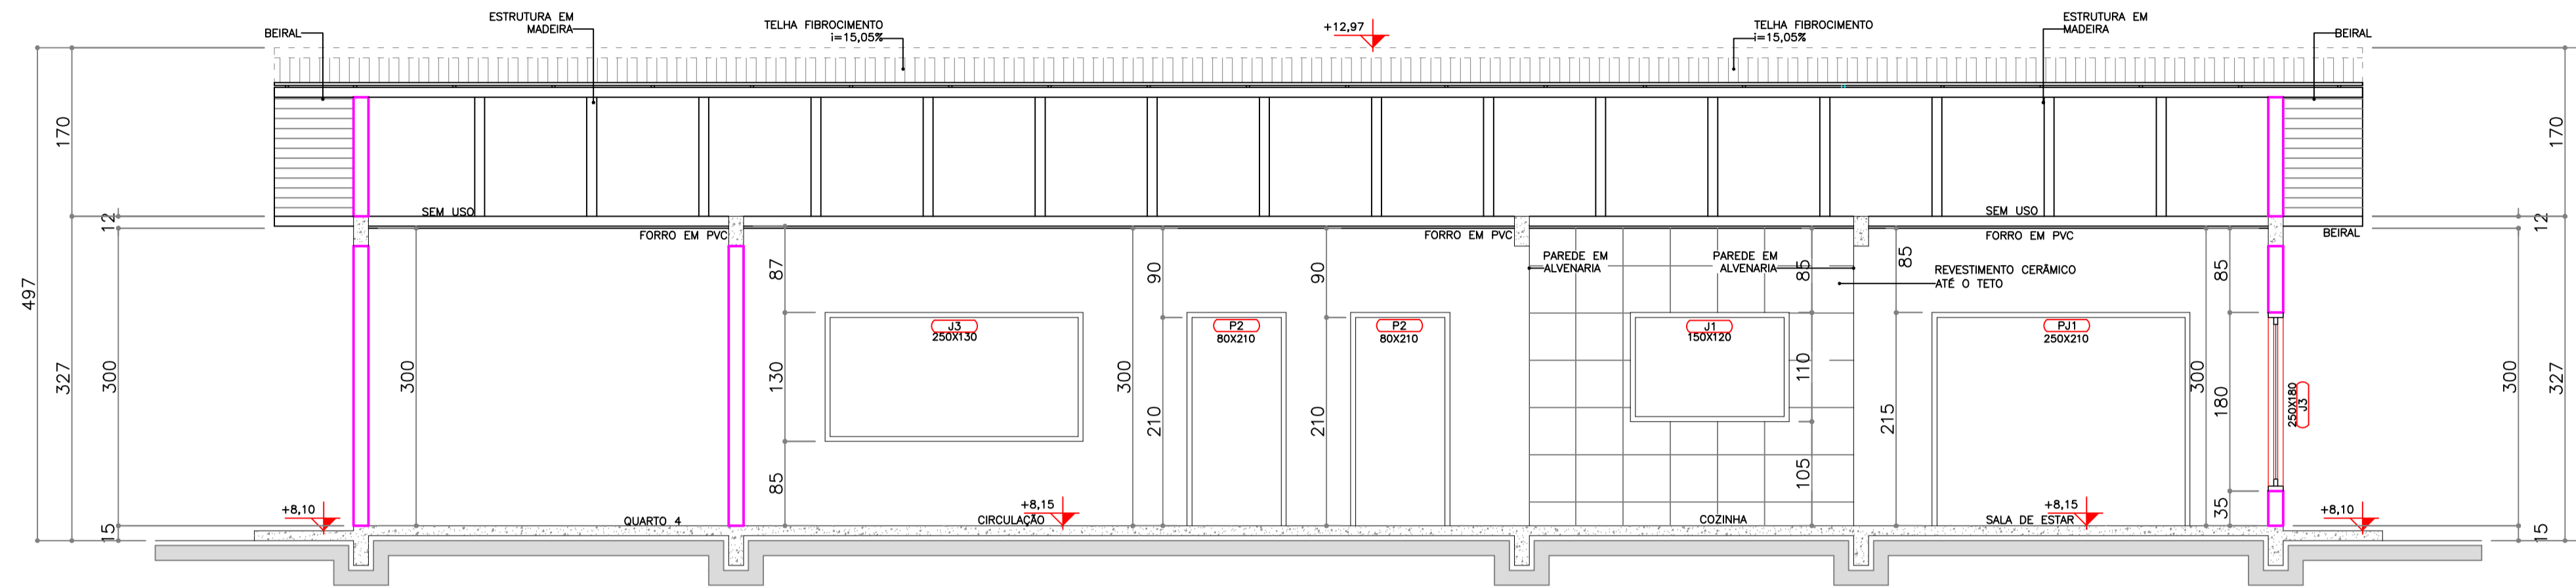 ESTRUTURA EM
MADEIRA
BEIRAL
TELHA FIBROCIMENTO
i=15,05%
+12,97
TELHA FIBROCIMENTO
i=15,05%
ESTRUTURA EM
MADEIRA
BEIRAL
170
170
12
SEM USO
SEM USO
12
FORRO EM PVC
FORRO EM PVC
FORRO EM PVC
BEIRAL
497
327
300
15
300
87
130
85
300
90
210
90
210
PAREDE EM
ALVENARIA
PAREDE EM
ALVENARIA
85
110
105
85
215
REVESTIMENTO CERÂMICO
ATÉ O TETO
300
85
180
35
300
327
15
J3
250X130
P2
80X210
P2
80X210
J1
150X120
PJ1
250X210
250X180
J3
+8,10
QUARTO 4
+8,15
CIRCULAÇÃO
COZINHA
+8,15
SALA DE ESTAR
+8,10